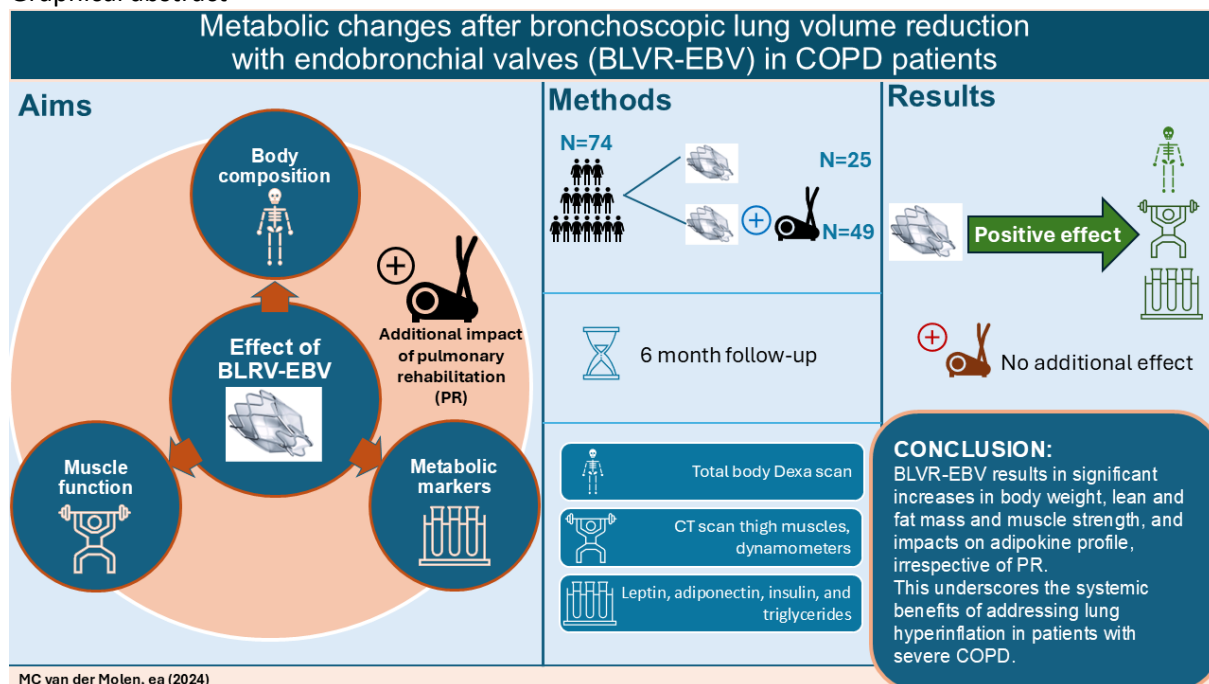 Graphical abstract
Metabolic changes after bronchoscopic lung volume reduction
with endobronchial valves (BLVR-EBV) in COPD patients
Aims
Body
composition
Additional impact
of pulmonary
rehabilitation
(PR)
Effect of
BLRV-EBV
Muscle
function
Metabolic
markers
Methods
N=74
N=25
N=49
6 month follow-up
Total body Dexa scan
CT scan thigh muscles,
dynamometers
Leptin, adiponectin, insulin, and
triglycerides
Results
Positive effect
No additional effect
CONCLUSION:
BLVR-EBV results in significant
increases in body weight, lean and
fat mass and muscle strength, and
impacts on adipokine profile,
irrespective of PR.
This underscores the systemic
benefits of addressing lung
hyperinflation in patients with
severe COPD.
MC van der Molen, ea (2024)